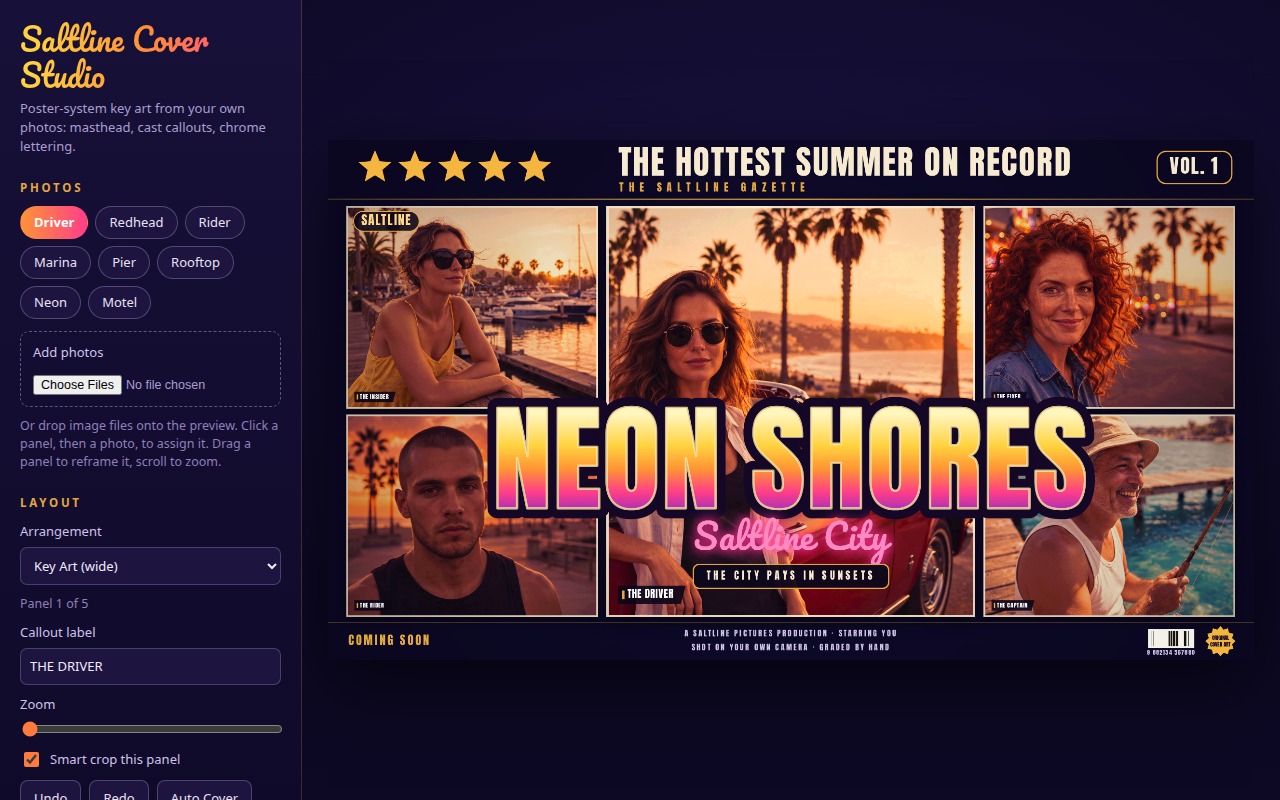 Saltline Cover
Studio
Poster-system key art from your own
photos: masthead, cast callouts, chrome
lettering.
PHOTOS
Driver
Redhead
Rider
Marina
Pier
Rooftop
Neon
Motel
Add photos
Choose Files No file chosen
Or drop image files onto the preview. Click a
panel, then a photo, to assign it. Drag a
panel to reframe it, scroll to zoom.
LAYOUT
Arrangement
Key Art (wide)
Panel 1 of 5
Callout label
THE DRIVER
Zoom
Smart crop this panel
Undo
Redo
Auto Cover
THE HOTTEST SUMMER ON RECORD
THE SALTLINE GAZETTE
VOL. 1
SALTLINE
THE INSIDER
THE FIXER
NEON SHORES
Saltline City
THE CITY PAYS IN SUNSETS
THE RIDER
THE DRIVER
THE CAPTAIN
COMING SOON
A SALTLINE PICTURES PRODUCTION · STARRING YOU
SHOT ON YOUR OWN CAMERA · GRADED BY HAND
ORIGINAL
COVER ART